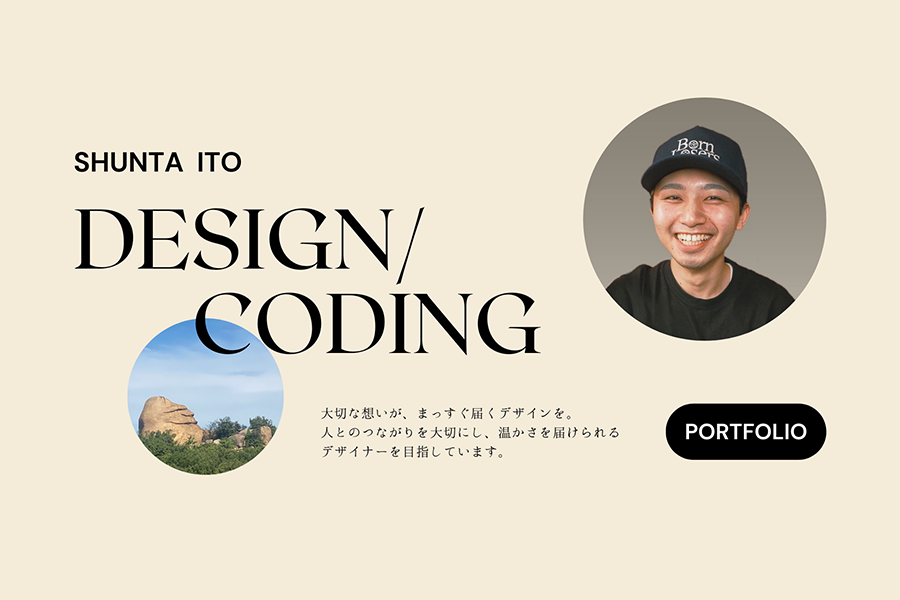 SHUNTA ITO
DESIGN/
CODING
Born
Losers
大切な想いが、まっすぐ届くデザインを。
人とのつながりを大切にし、温かさを届けられる
デザイナーを目指しています。
PORTFOLIO